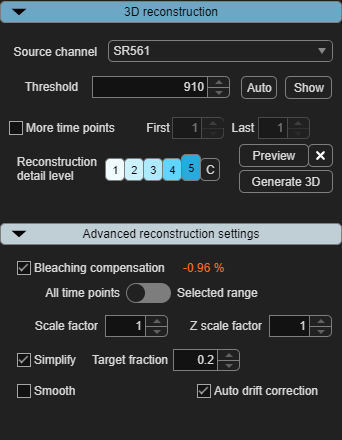 3D reconstruction
Source channel SR561
Threshold 910 Auto Show
More time points First 1 Last 1
Reconstruction
detail level 1 2 3 4 5 C
Preview ✕
Generate 3D
Advanced reconstruction settings
Bleaching compensation -0.96 %
All time points Selected range
Scale factor 1 Z scale factor 1
Simplify Target fraction 0.2
Smooth Auto drift correction